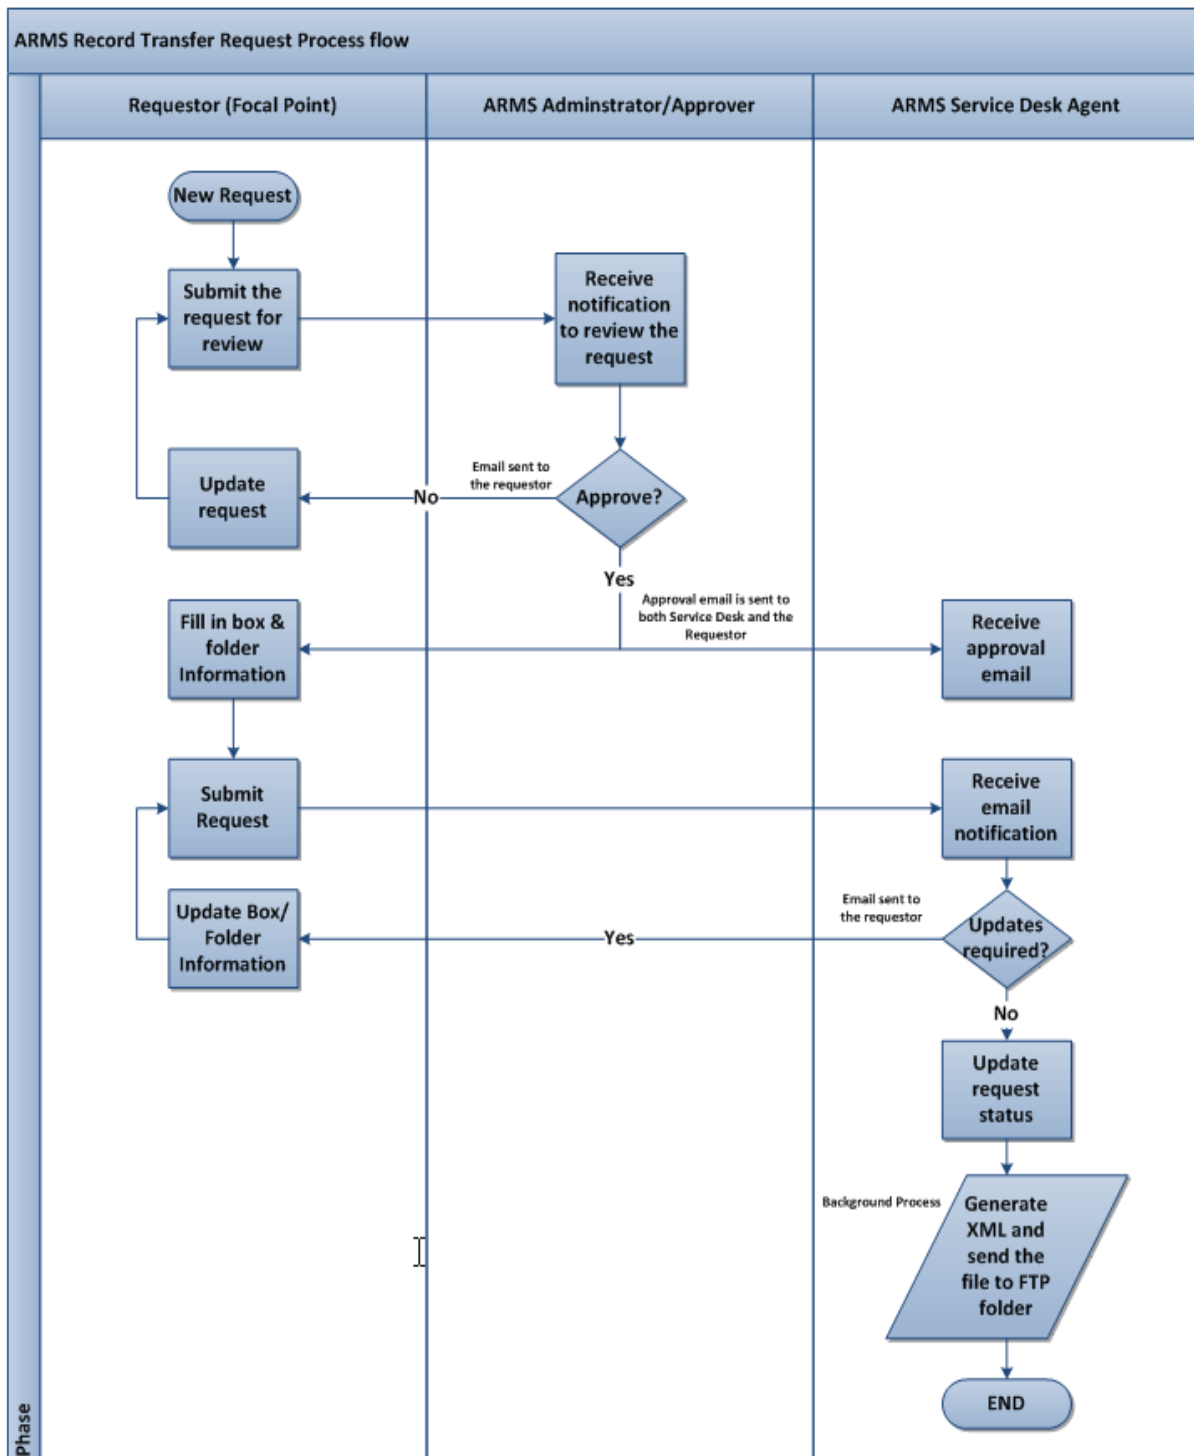 ARMS Record Transfer Request Process flow
Requestor (Focal Point)
ARMS Adminstrator/Approver
ARMS Service Desk Agent
New Request
Submit the
request for
review
Receive
notification
to review the
request
Update
request
No
Email sent to
the requestor
Approve?
Yes
Approval email is sent to
both Service Desk and the
Requestor
Fill in box &
folder
Information
Receive
approval
email
Submit
Request
Receive
email
notification
Update Box/
Folder
Information
Yes
Email sent to
the requestor
Updates
required?
No
Update
request
status
Background Process
Generate
XML and
send the
file to FTP
folder
END
Phase